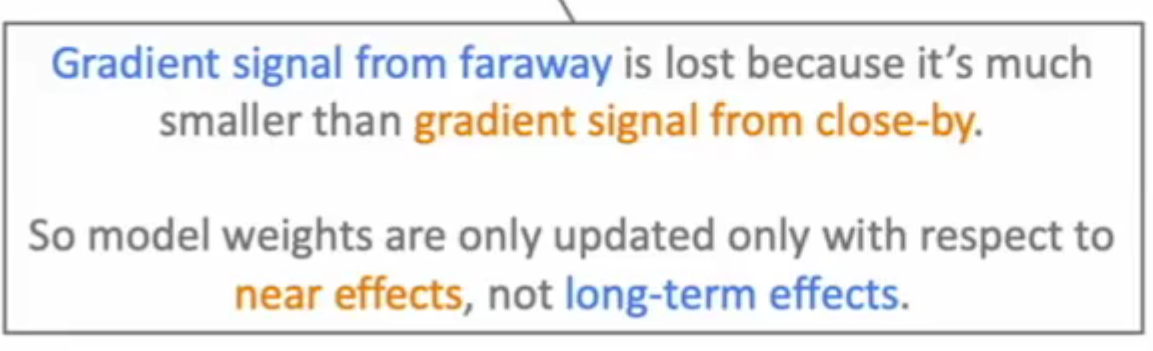 Gradient signal from faraway is lost because it's much
smaller than gradient signal from close-by.
So model weights are only updated only with respect to
near effects, not long-term effects.